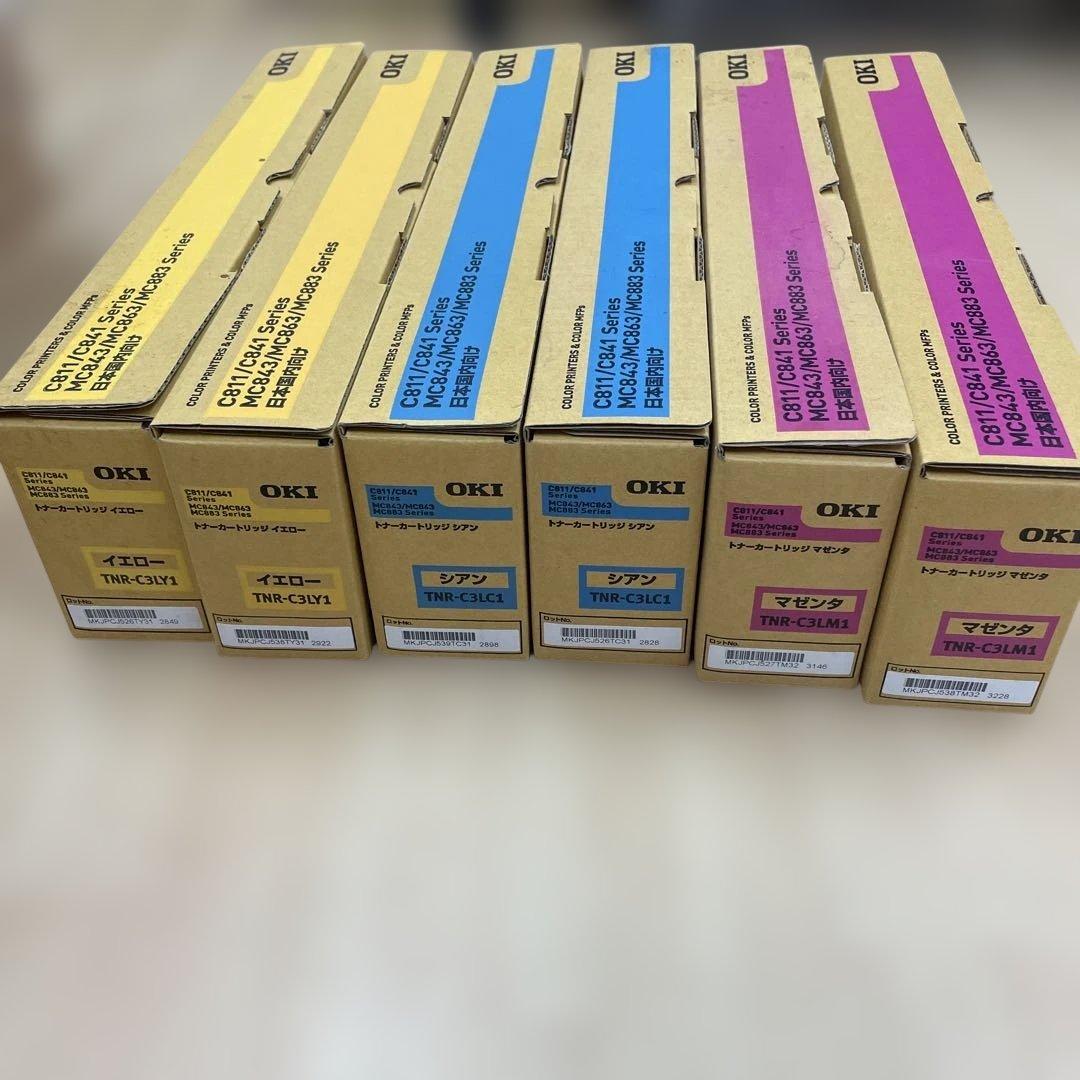 OKI
COLOR PRINTERS & COLOR MFPs
C811/C841 Series
MC843/MC863/MC883 Series
日本国内向け
C811/C841
Series
MC843/MC863
MC883 Series
OKI
トナーカートリッジ イエロー
イエロー
TNR-C3LY1
ロットNo.
MKJPCJ526TY31 2849
OKI
COLOR PRINTERS & COLOR MFPs
C811/C841 Series
MC843/MC863/MC883 Series
日本国内向け
C811/C841
Series
MC843/MC863
MC883 Series
OKI
トナーカートリッジ イエロー
イエロー
TNR-C3LY1
ロットNo.
MKJPCJ538TY31 2922
OKI
COLOR PRINTERS & COLOR MFPs
C811/C841 Series
MC843/MC863/MC883 Series
日本国内向け
C811/C841
Series
MC843/MC863
MC883 Series
OKI
トナーカートリッジ シアン
シアン
TNR-C3LC1
ロットNo.
MKJPCJ539TC31 2898
OKI
COLOR PRINTERS & COLOR MFPs
C811/C841 Series
MC843/MC863/MC883 Series
日本国内向け
C811/C841
Series
MC843/MC863
MC883 Series
OKI
トナーカートリッジ シアン
シアン
TNR-C3LC1
ロットNo.
MKJPCJ526TC31 2828
OKI
COLOR PRINTERS & COLOR MFPs
C811/C841 Series
MC843/MC863/MC883 Series
日本国内向け
C811/C841
Series
MC843/MC863
MC883 Series
OKI
トナーカートリッジ マゼンタ
マゼンタ
TNR-C3LM1
ロットNo.
MKJPCJ527TM32 3146
OKI
COLOR PRINTERS & COLOR MFPs
C811/C841 Series
MC843/MC863/MC883 Series
日本国内向け
C811/C841
Series
MC843/MC863
MC883 Series
OKI
トナーカートリッジ マゼンタ
マゼンタ
TNR-C3LM1
ロットNo.
MKJPCJ538TM32 3228